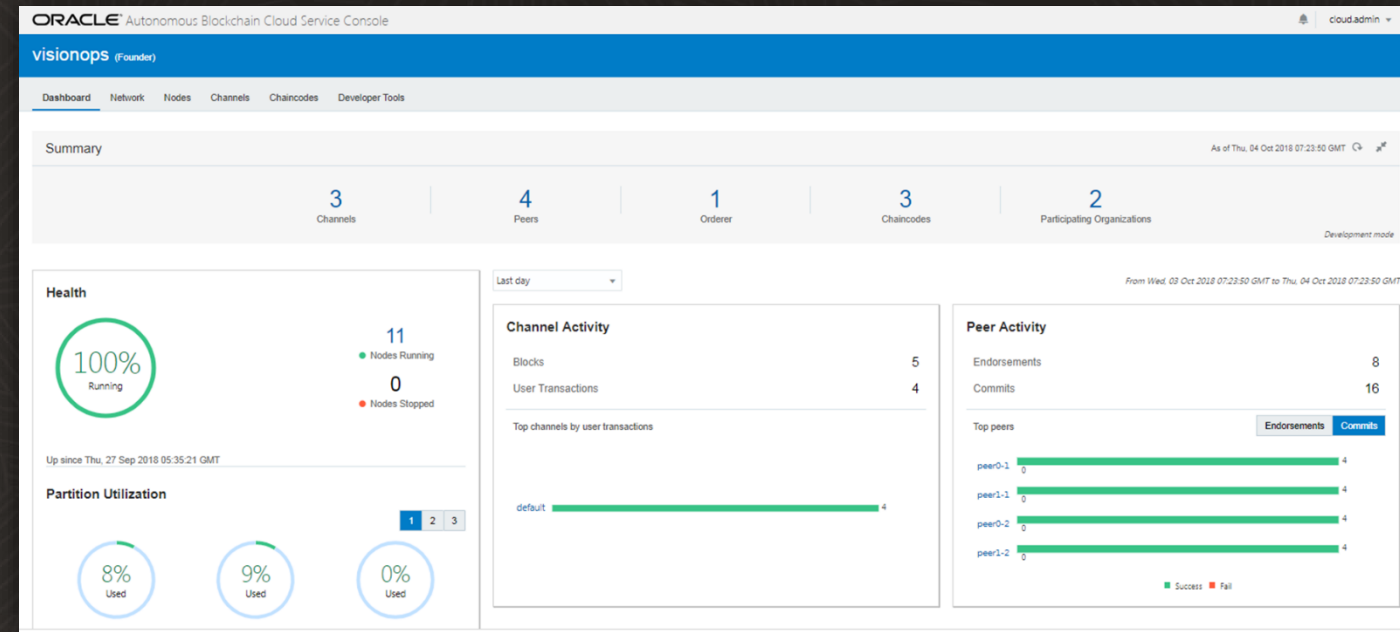 ORACLE® Autonomous Blockchain Cloud Service Console
cloud.admin
visionops (Founder)
Dashboard Network Nodes Channels Chaincodes Developer Tools
Summary
As of Thu, 04 Oct 2018 07:23:50 GMT
3 4 1 3 2
Channels Peers Orderer Chaincodes Participating Organizations
Development mode
Health
100%
Running
11
Nodes Running
0
Nodes Stopped
Up since Thu, 27 Sep 2018 05:35:21 GMT
Partition Utilization
1 2 3
8% 9% 0%
Used Used Used
Last day
From Wed, 03 Oct 2018 07:23:50 GMT to Thu, 04 Oct 2018 07:23:50 GMT
Channel Activity
Blocks 5
User Transactions 4
Top channels by user transactions
default 4
Peer Activity
Endorsements 8
Commits 16
Top peers Endorsements Commits
peer0-1 4
0
peer1-1 4
0
peer0-2 4
0
peer1-2 4
0
Success Fail